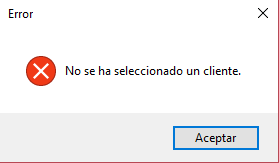 Error
No se ha seleccionado un cliente.
Aceptar